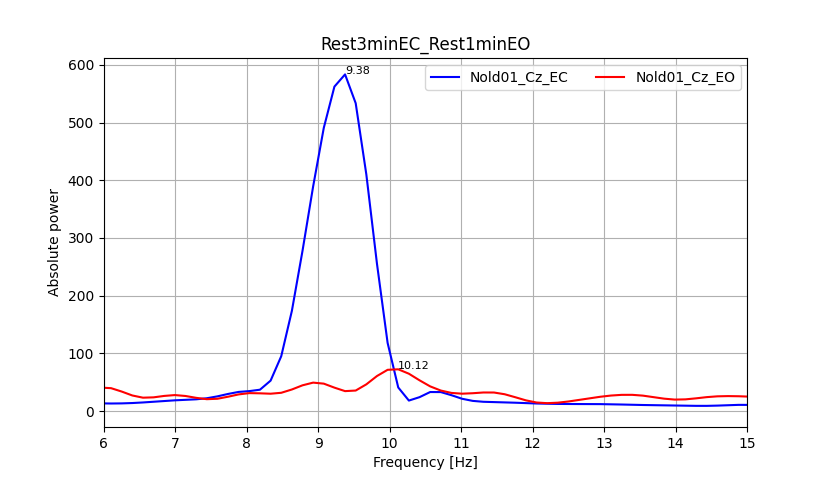 Rest3minEC_Rest1minEO
600
500
400
300
200
100
0
Absolute power
9.38
Nold01_Cz_EC
Nold01_Cz_EO
10.12
6 7 8 9 10 11 12 13 14 15
Frequency [Hz]